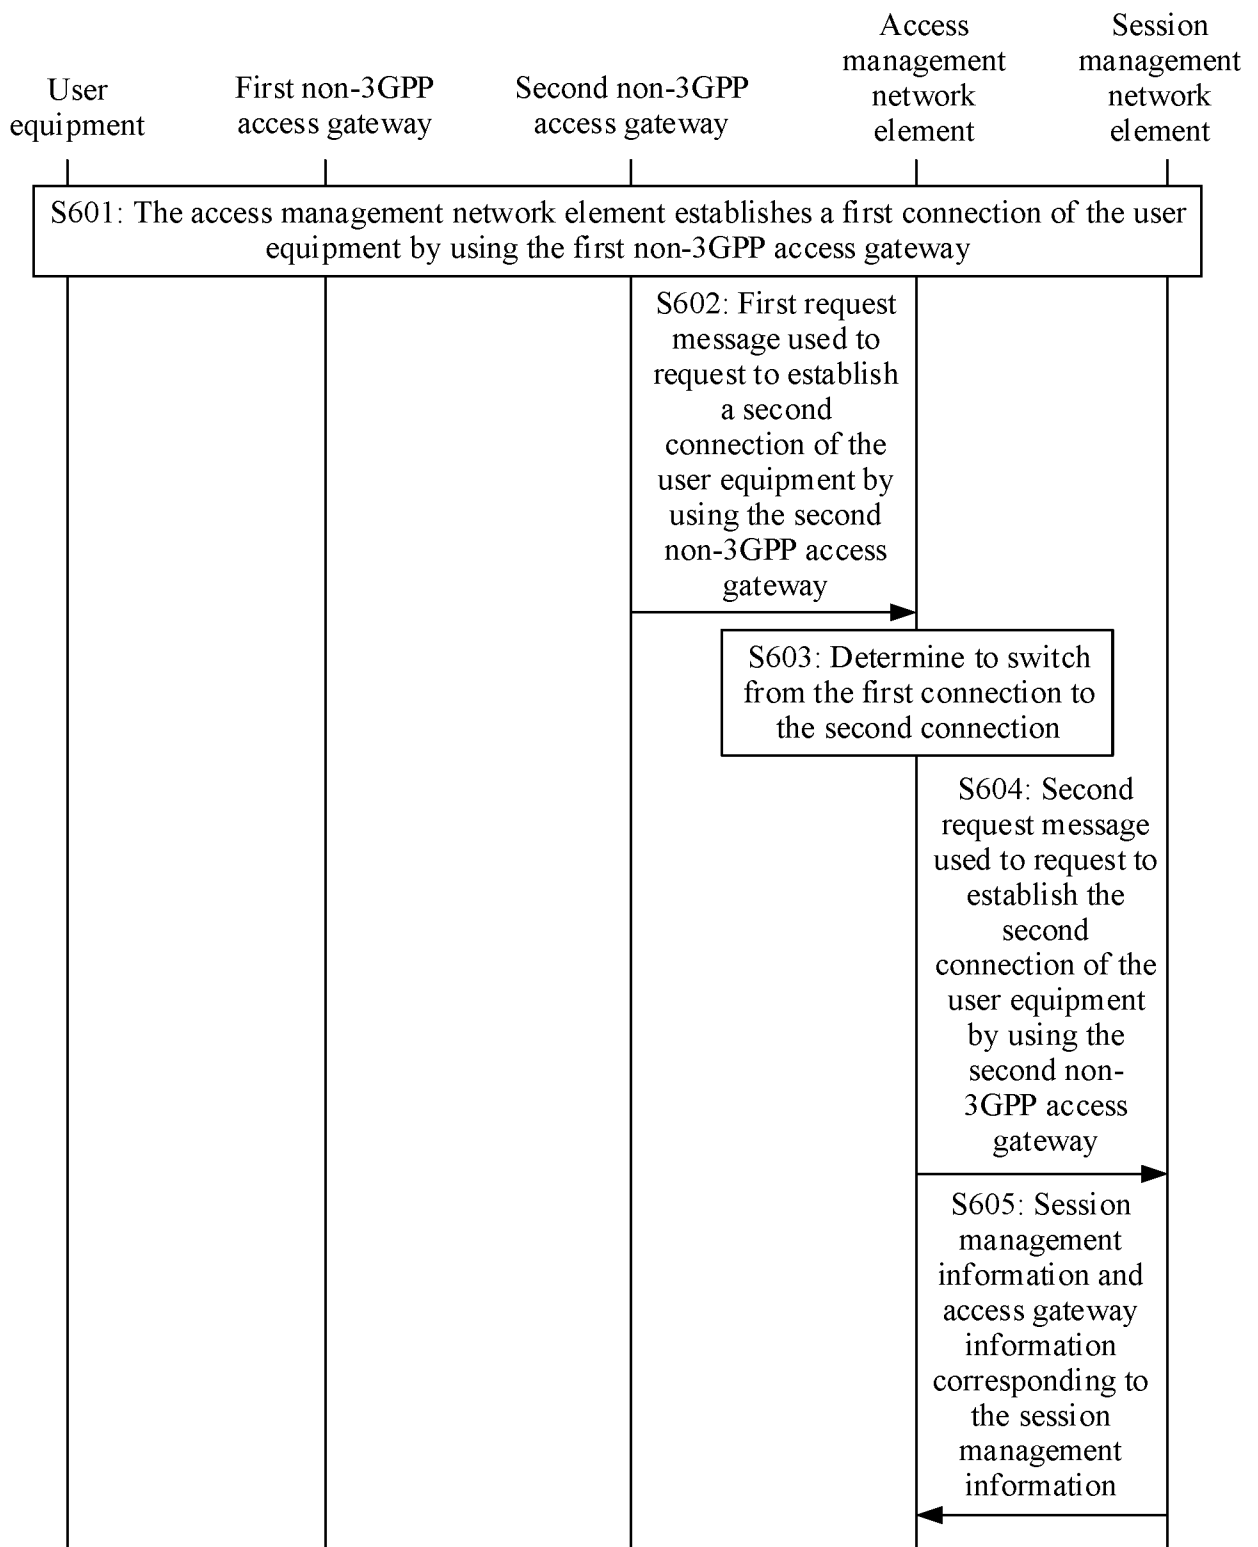 User
equipment
First non-3GPP
access gateway
Second non-3GPP
access gateway
Access
management
network
element
Session
management
network
element
S601: The access management network element establishes a first connection of the user
equipment by using the first non-3GPP access gateway
S602: First request
message used to
request to establish
a second
connection of the
user equipment by
using the second
non-3GPP access
gateway
S603: Determine to switch
from the first connection to
the second connection
S604: Second
request message
used to request to
establish the
second
connection of the
user equipment
by using the
second non-
3GPP access
gateway
S605: Session
management
information and
access gateway
information
corresponding to
the session
management
information